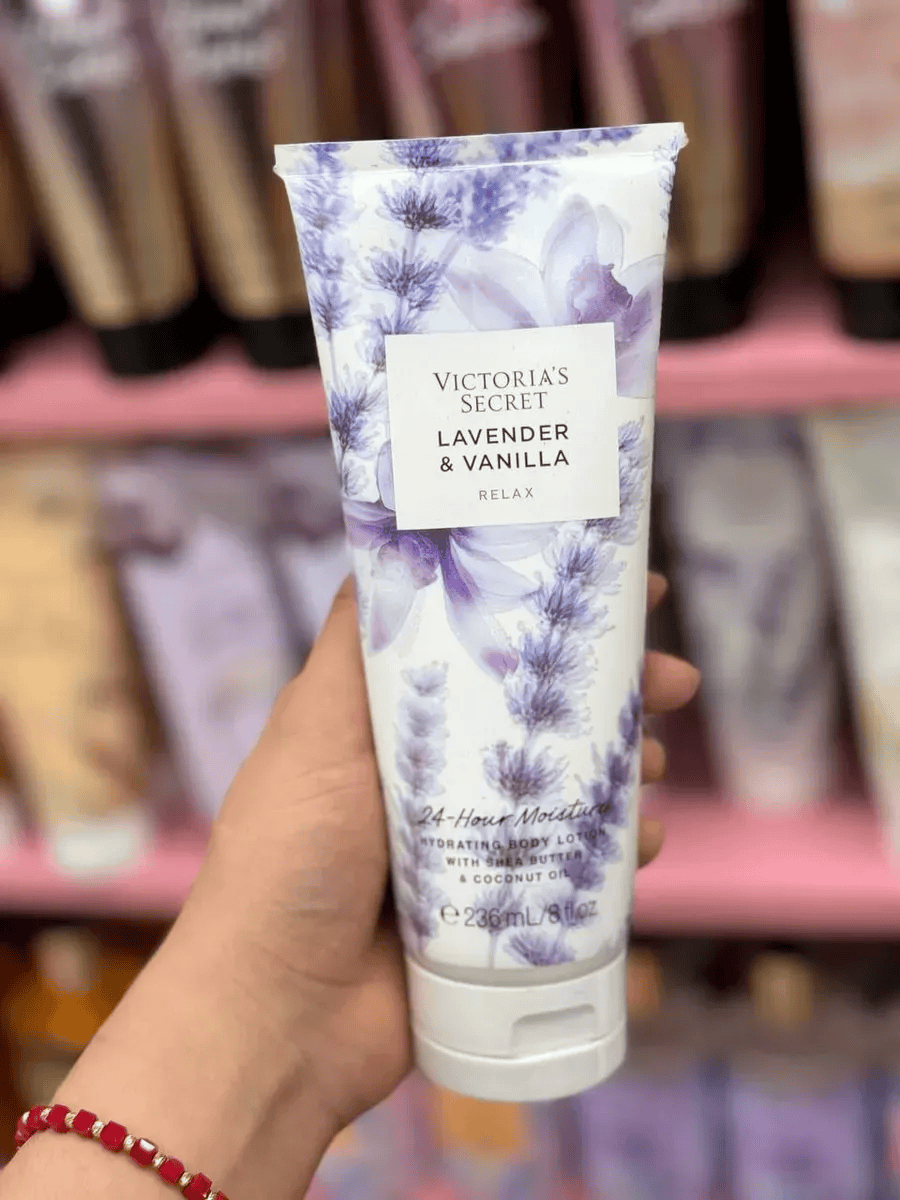 VICTORIA'S
SECRET
LAVENDER
& VANILLA
RELAX
24-Hour Moisture
HYDRATING BODY LOTION
WITH SHEA BUTTER
& COCONUT OIL
℮ 236 mL/8 fl oz